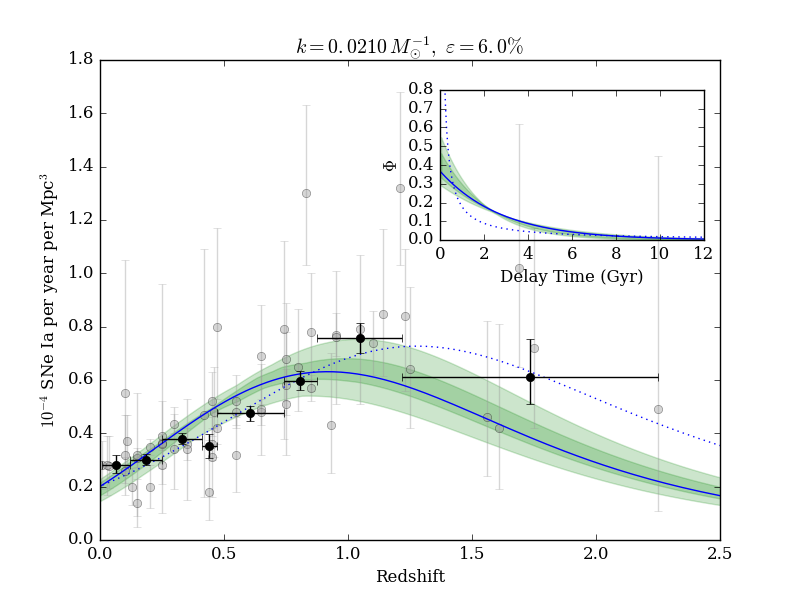 k = 0.0210 M⊙⁻¹, ε = 6.0%
1.8
1.6
1.4
1.2
1.0
0.8
0.6
0.4
0.2
0.0
10⁻⁴ SNe Ia per year per Mpc³
0.0 0.5 1.0 1.5 2.0 2.5
Redshift
0.8
0.7
0.6
0.5
0.4
0.3
0.2
0.1
0.0
Φ
0 2 4 6 8 10 12
Delay Time (Gyr)